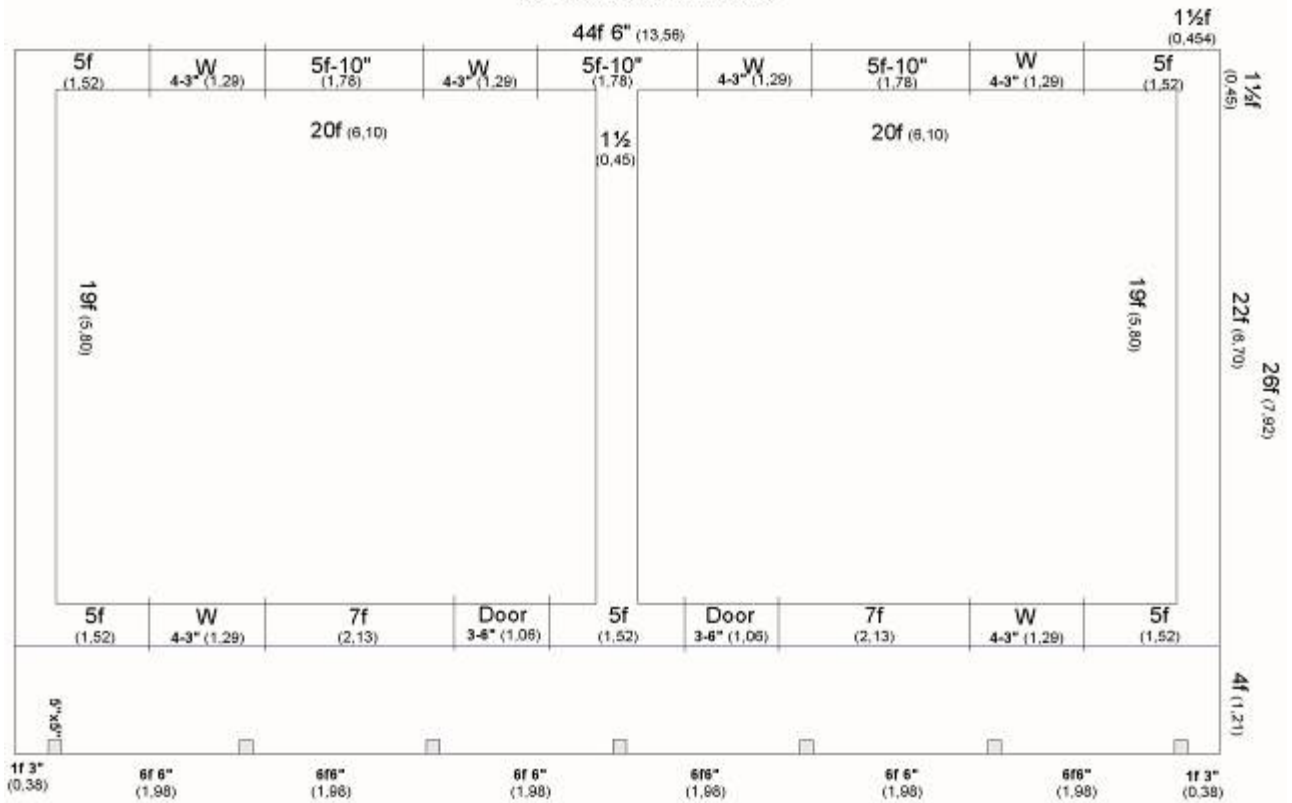 44f 6" (13,56)
1½f
(0,454)
5f
(1,52)
W
4-3" (1,29)
5f-10"
(1,78)
W
4-3" (1,29)
5f-10"
(1,78)
W
4-3" (1,29)
5f-10"
(1,78)
W
4-3" (1,29)
5f
(1,52)
1½f
(0,45)
20f (6,10)
1½
(0,45)
20f (6,10)
19f (5,80)
19f (5,80)
22f (6,70)
26f (7,92)
5f
(1,52)
W
4-3" (1,29)
7f
(2,13)
Door
3-6" (1,06)
5f
(1,52)
Door
3-6" (1,06)
7f
(2,13)
W
4-3" (1,29)
5f
(1,52)
4f (1,21)
5"x5"
1f 3"
(0,38)
6f 6"
(1,98)
6f6"
(1,98)
6f 6"
(1,98)
6f6"
(1,98)
6f 6"
(1,98)
6f6"
(1,98)
1f 3"
(0,38)